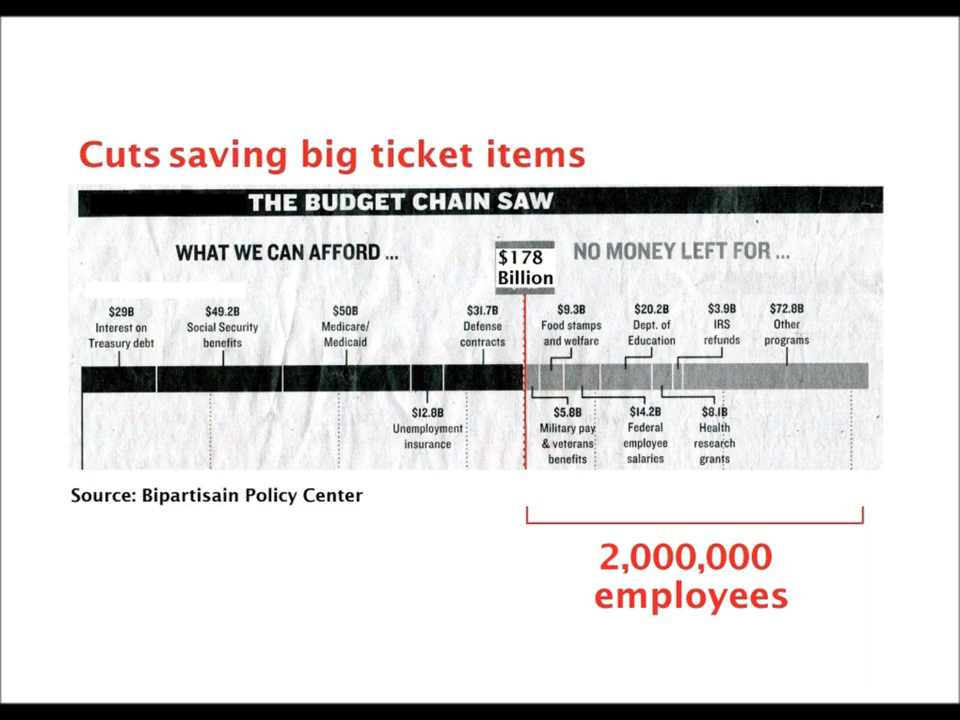 Cuts saving big ticket items
THE BUDGET CHAIN SAW
WHAT WE CAN AFFORD ...
$178
Billion
NO MONEY LEFT FOR ...
$29B
Interest on
Treasury debt
$49.2B
Social Security
benefits
$50B
Medicare/
Medicaid
$31.7B
Defense
contracts
$9.3B
Food stamps
and welfare
$20.2B
Dept. of
Education
$3.9B
IRS
refunds
$72.8B
Other
programs
$12.8B
Unemployment
insurance
$5.8B
Military pay
& veterans
benefits
$14.2B
Federal
employee
salaries
$8.1B
Health
research
grants
Source: Bipartisain Policy Center
2,000,000
employees